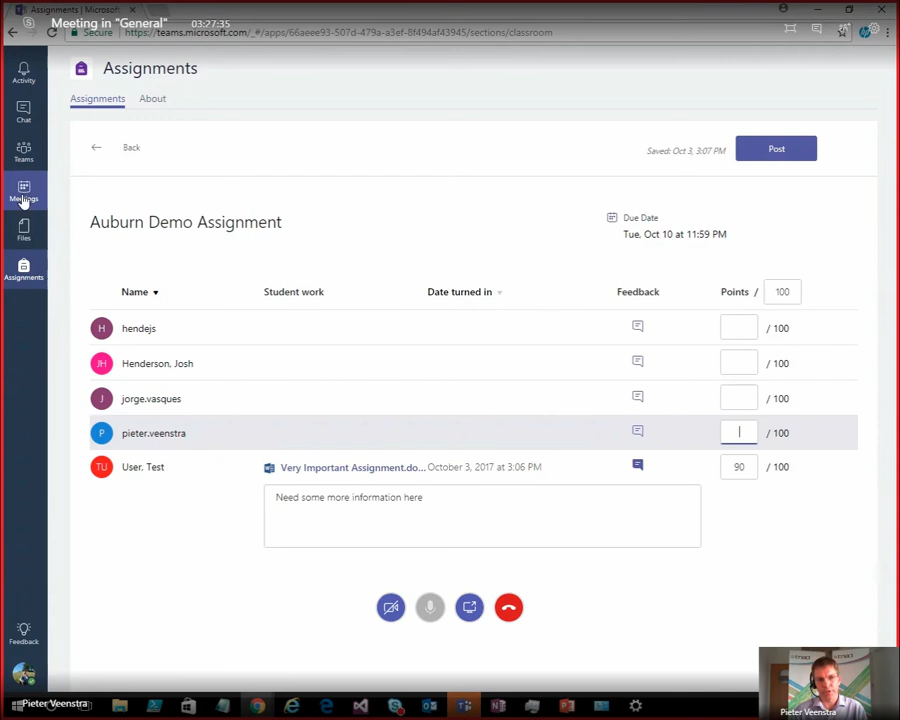 Assignments | Microsoft
Meeting in "General" 03:27:35
Secure https://teams.microsoft.com/_#/apps/66aeee93-507d-479a-a3ef-8f494af43945/sections/classroom
Activity
Chat
Teams
Meetings
Files
Assignments
Feedback
Assignments
Assignments About
Back
Saved: Oct 3, 3:07 PM
Post
Auburn Demo Assignment
Due Date
Tue, Oct 10 at 11:59 PM
Name Student work Date turned in Feedback Points / 100
H hendejs / 100
JH Henderson, Josh / 100
J jorge.vasques / 100
P pieter.veenstra / 100
TU User, Test Very Important Assignment.do... October 3, 2017 at 3:06 PM 90 / 100
Need some more information here
Pieter Veenstra
Pieter Veenstra